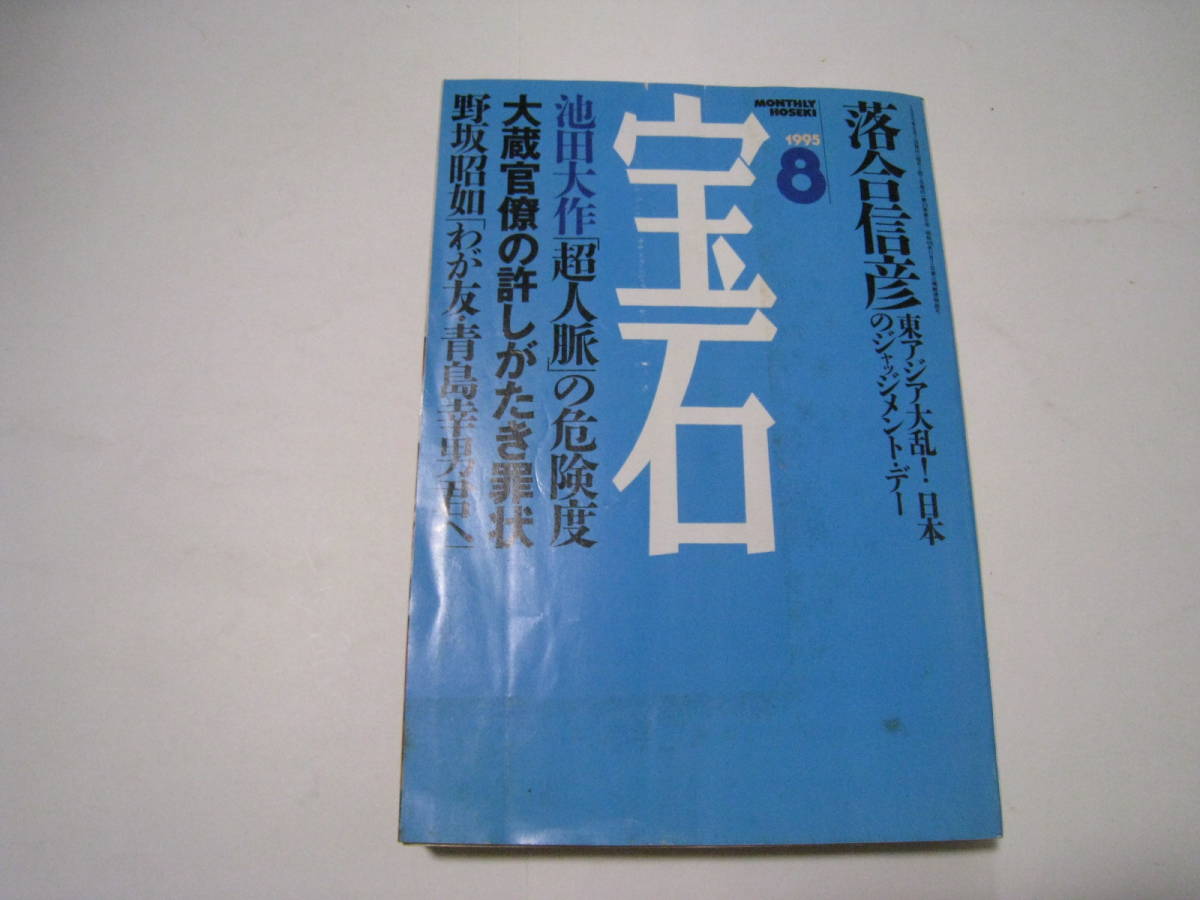 落合信彦
東アジア大乱！日本
のジャッジメント・デー
MONTHLY
HOSEKI
1995
8
宝石
池田大作「超人脈」の危険度
大蔵官僚の許しがたき罪状
野坂昭如「わが友・青島幸男君へ」